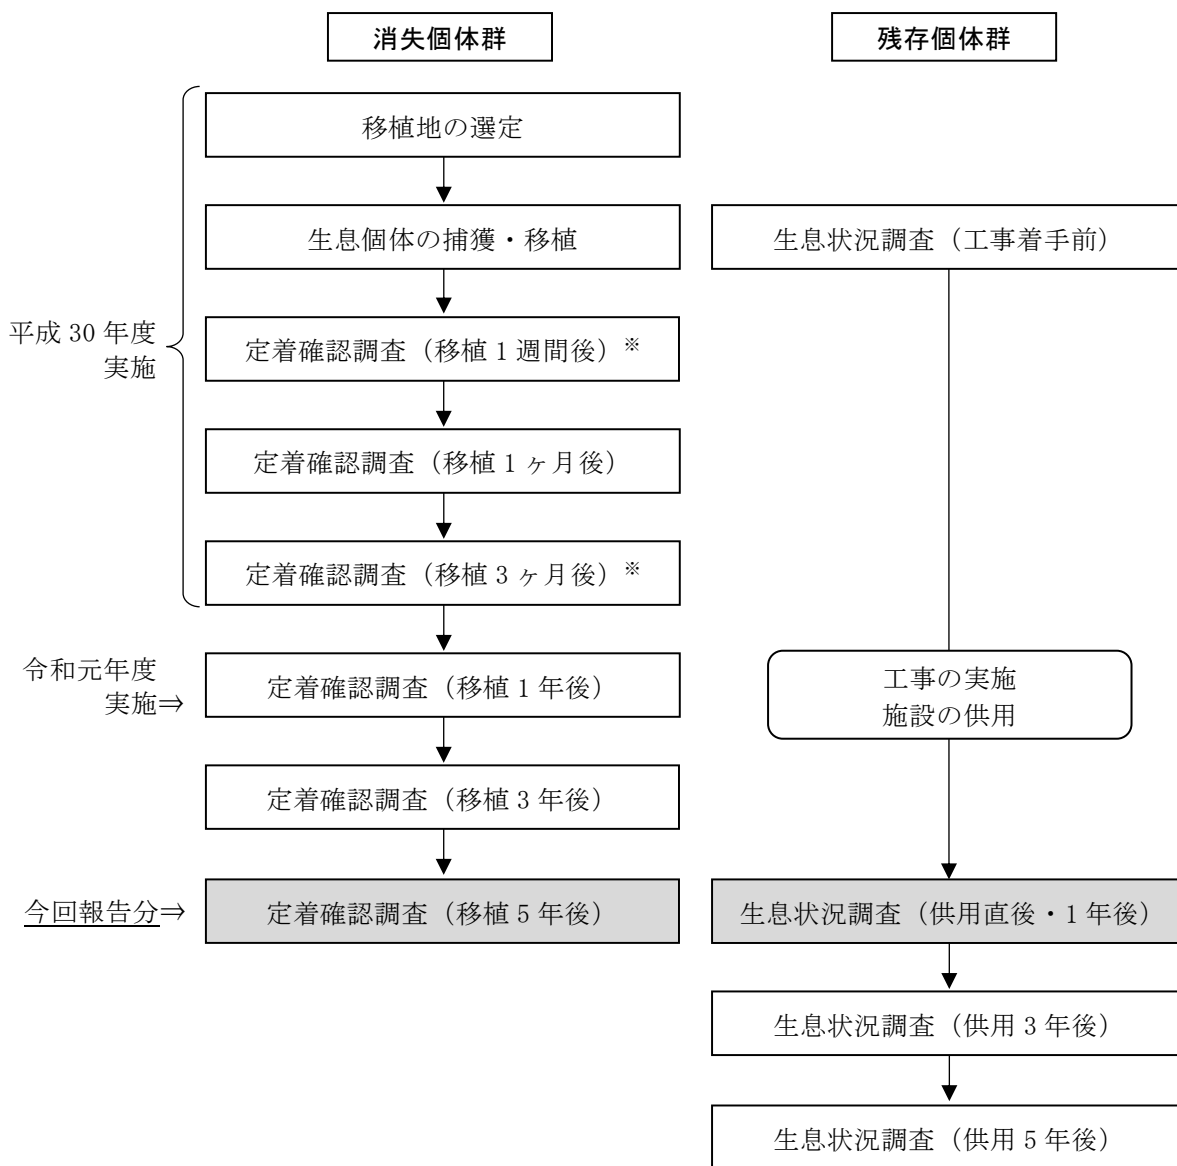 消失個体群
残存個体群
移植地の選定
生息個体の捕獲・移植
生息状況調査（工事着手前）
平成 30 年度
実施
定着確認調査（移植 1 週間後）※
定着確認調査（移植 1 ヶ月後）
定着確認調査（移植 3 ヶ月後）※
令和元年度
実施⇒
定着確認調査（移植 1 年後）
工事の実施
施設の供用
定着確認調査（移植 3 年後）
今回報告分⇒
定着確認調査（移植 5 年後）
生息状況調査（供用直後・1 年後）
生息状況調査（供用 3 年後）
生息状況調査（供用 5 年後）